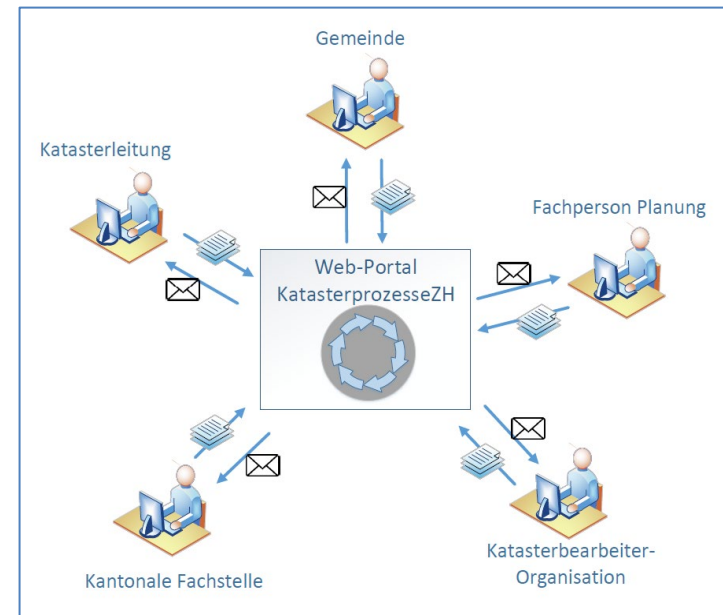 Gemeinde
Katasterleitung
Fachperson Planung
Web-Portal
KatasterprozesseZH
Kantonale Fachstelle
Katasterbearbeiter-
Organisation